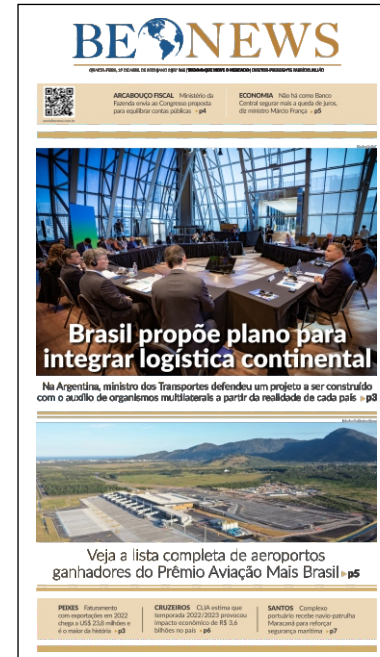 BE NEWS
ARCABOUÇO FISCAL Ministério da
Fazenda envia ao Congresso proposta
para equilibrar contas públicas p4
ECONOMIA Não há como Banco
Central segurar mais a queda de juros,
diz ministro Márcio França p5
Brasil propõe plano para
integrar logística continental
Na Argentina, ministro dos Transportes defendeu um projeto a ser construído
com o auxílio de organismos multilaterais a partir da realidade de cada país p3
Veja a lista completa de aeroportos
ganhadores do Prêmio Aviação Mais Brasil p5
PEIXES Faturamento
com exportações em 2022
chega a US$ 23,8 milhões e
é o maior da história p3
CRUZEIROS CLIA estima que
temporada 2022/2023 provocou
impacto econômico de R$ 3,6
bilhões no país p6
SANTOS Complexo
portuário recebe navio-patrulha
Maracanã para reforçar
segurança marítima p7